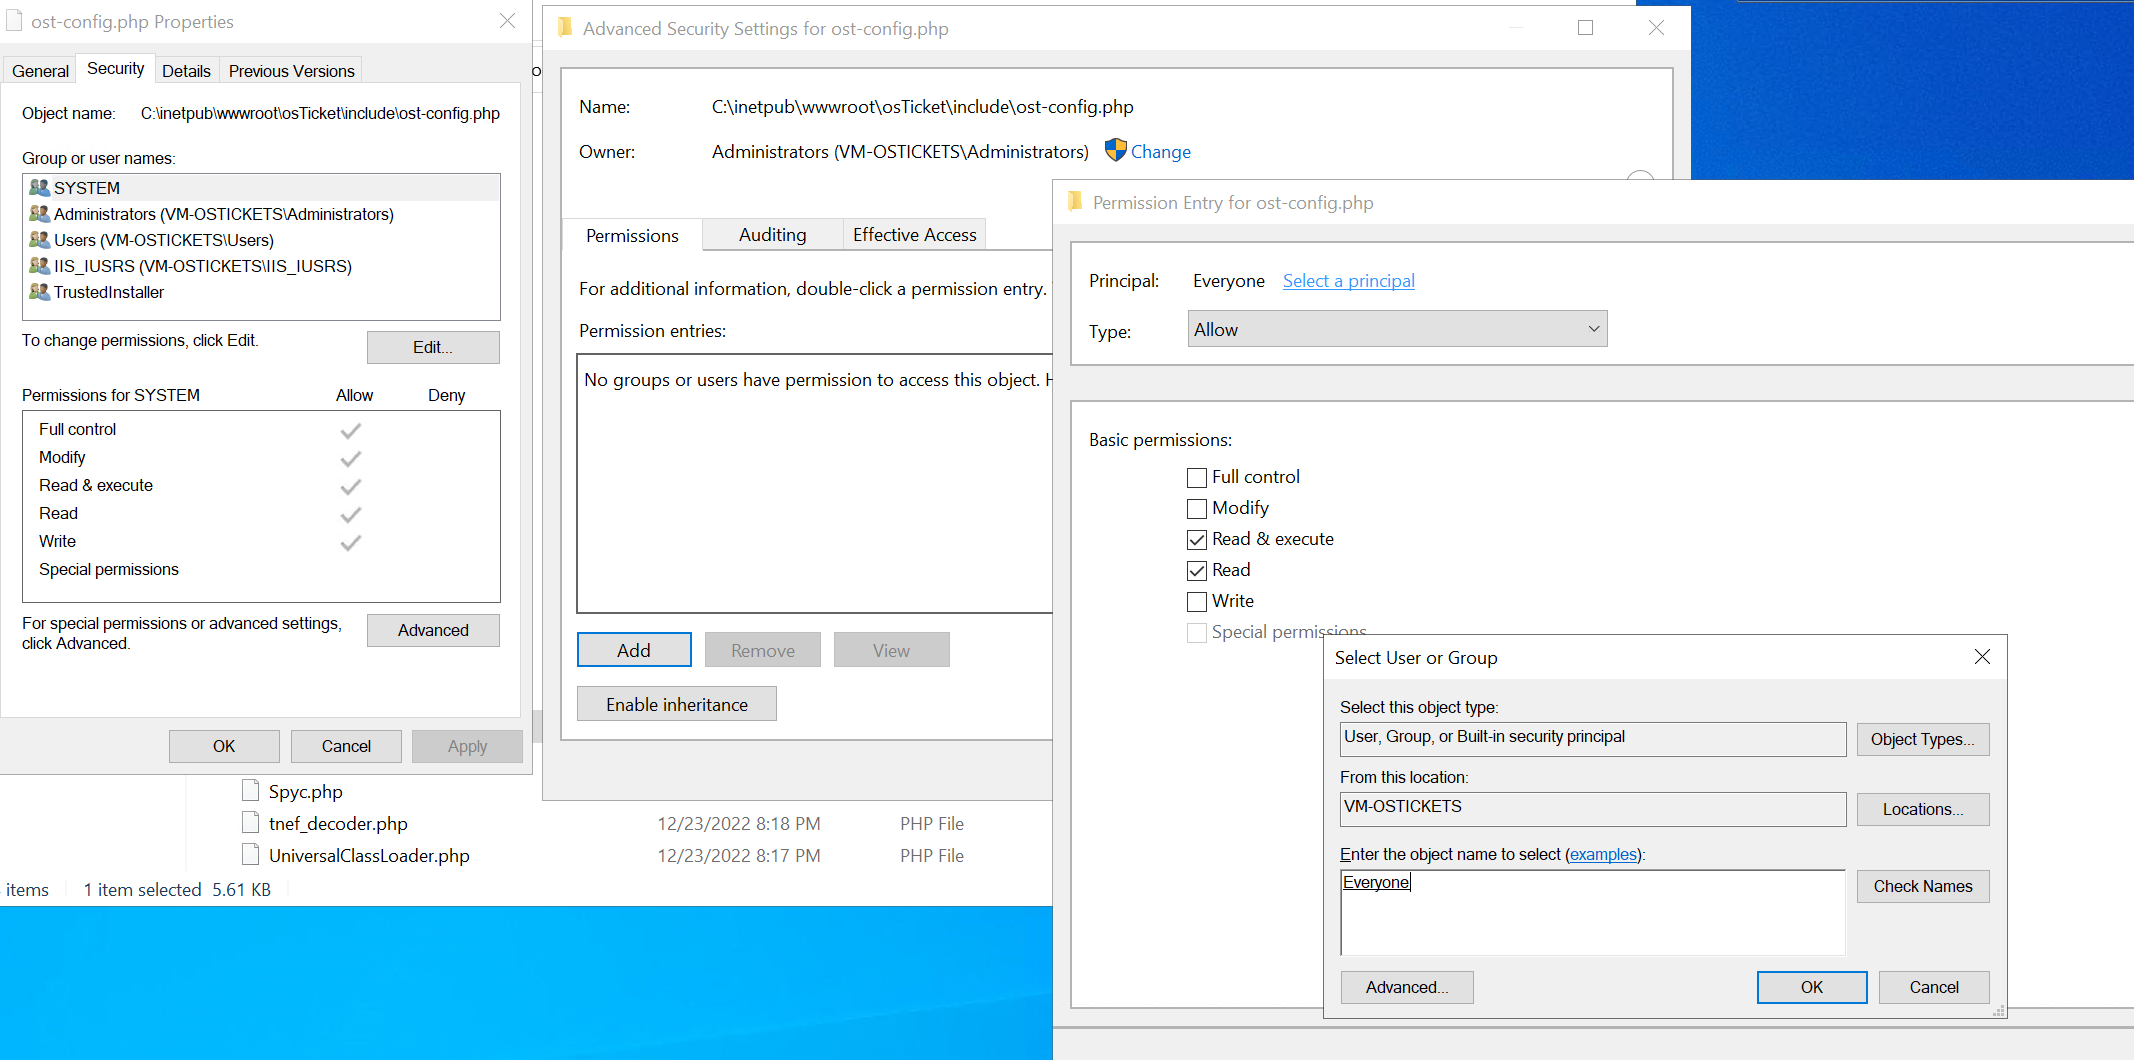 ost-config.php Properties
General Security Details Previous Versions
Object name: C:\inetpub\wwwroot\osTicket\include\ost-config.php
Group or user names:
SYSTEM
Administrators (VM-OSTICKETS\Administrators)
Users (VM-OSTICKETS\Users)
IIS_IUSRS (VM-OSTICKETS\IIS_IUSRS)
TrustedInstaller
To change permissions, click Edit.
Edit...
Permissions for SYSTEM Allow Deny
Full control
Modify
Read & execute
Read
Write
Special permissions
For special permissions or advanced settings,
click Advanced.
Advanced
OK Cancel Apply
Spyc.php
tnef_decoder.php 12/23/2022 8:18 PM PHP File
UniversalClassLoader.php 12/23/2022 8:17 PM PHP File
items 1 item selected 5.61 KB
Advanced Security Settings for ost-config.php
Name: C:\inetpub\wwwroot\osTicket\include\ost-config.php
Owner: Administrators (VM-OSTICKETS\Administrators) Change
Permissions Auditing Effective Access
For additional information, double-click a permission entry.
Permission entries:
No groups or users have permission to access this object. H
Add Remove View
Enable inheritance
Permission Entry for ost-config.php
Principal: Everyone Select a principal
Type: Allow
Basic permissions:
Full control
Modify
Read & execute
Read
Write
Special permissions
Select User or Group
Select this object type:
User, Group, or Built-in security principal
Object Types...
From this location:
VM-OSTICKETS
Locations...
Enter the object name to select (examples):
Everyone
Check Names
Advanced... OK Cancel